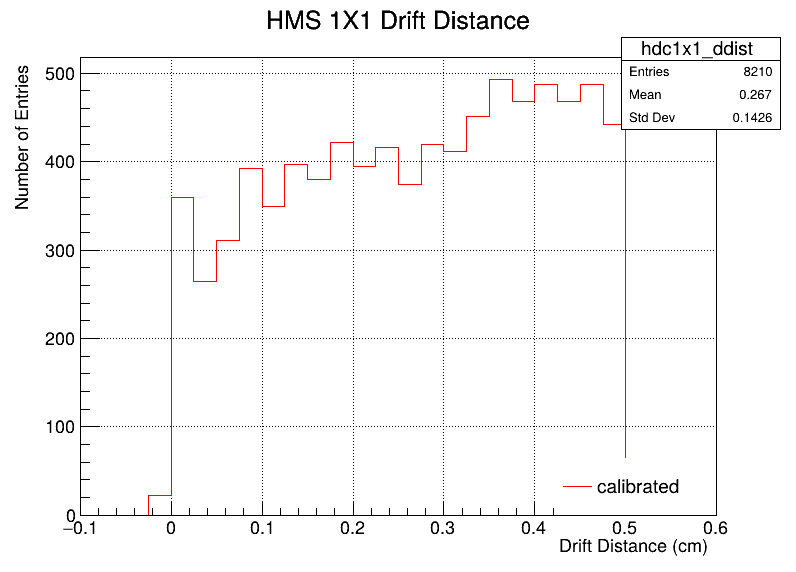 HMS 1X1 Drift Distance
hdc1x1_ddist
Entries 8210
Mean 0.267
Std Dev 0.1426
Number of Entries
500
400
300
200
100
0
−0.1 0 0.1 0.2 0.3 0.4 0.5 0.6
Drift Distance (cm)
calibrated